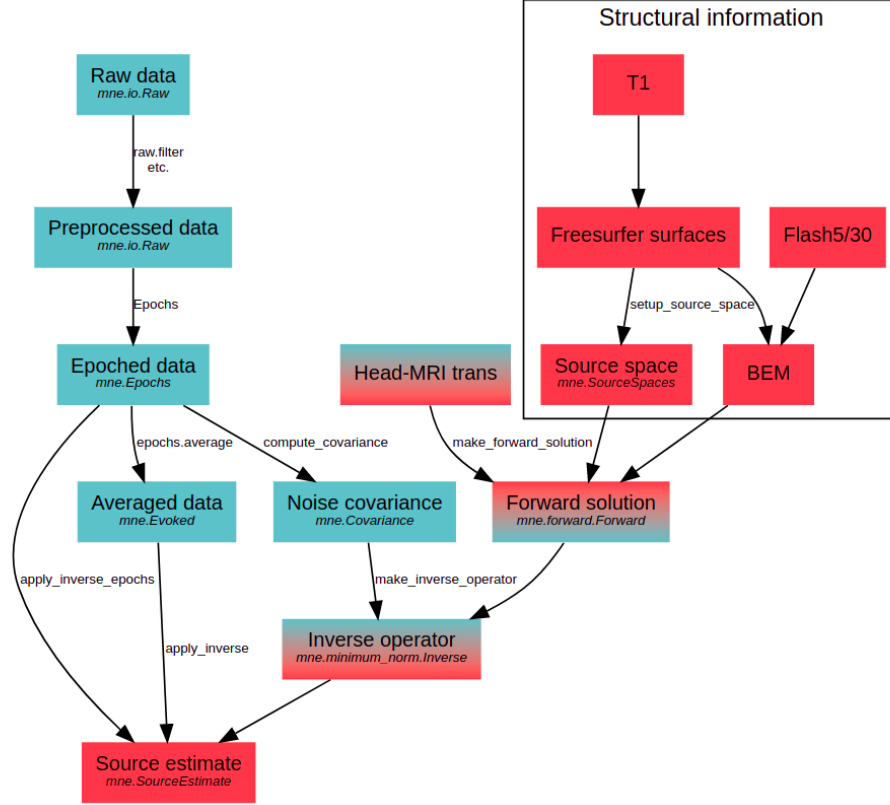 Structural information
Raw data
mne.io.Raw
T1
raw.filter
etc.
Preprocessed data
mne.io.Raw
Freesurfer surfaces
Flash5/30
Epochs
setup_source_space
Epoched data
mne.Epochs
Head-MRI trans
Source space
mne.SourceSpaces
BEM
epochs.average
compute_covariance
make_forward_solution
Averaged data
mne.Evoked
Noise covariance
mne.Covariance
Forward solution
mne.forward.Forward
apply_inverse_epochs
make_inverse_operator
Inverse operator
mne.minimum_norm.Inverse
apply_inverse
Source estimate
mne.SourceEstimate